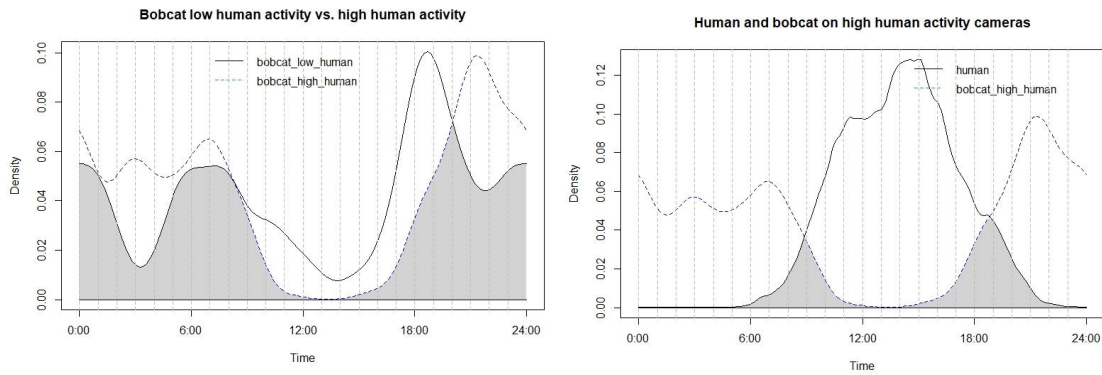 Bobcat low human activity vs. high human activity
bobcat_low_human
bobcat_high_human
Density
0.00
0.02
0.04
0.06
0.08
0.10
0:00
6:00
12:00
18:00
24:00
Time
Human and bobcat on high human activity cameras
human
bobcat_high_human
Density
0.00
0.02
0.04
0.06
0.08
0.10
0.12
0:00
6:00
12:00
18:00
24:00
Time